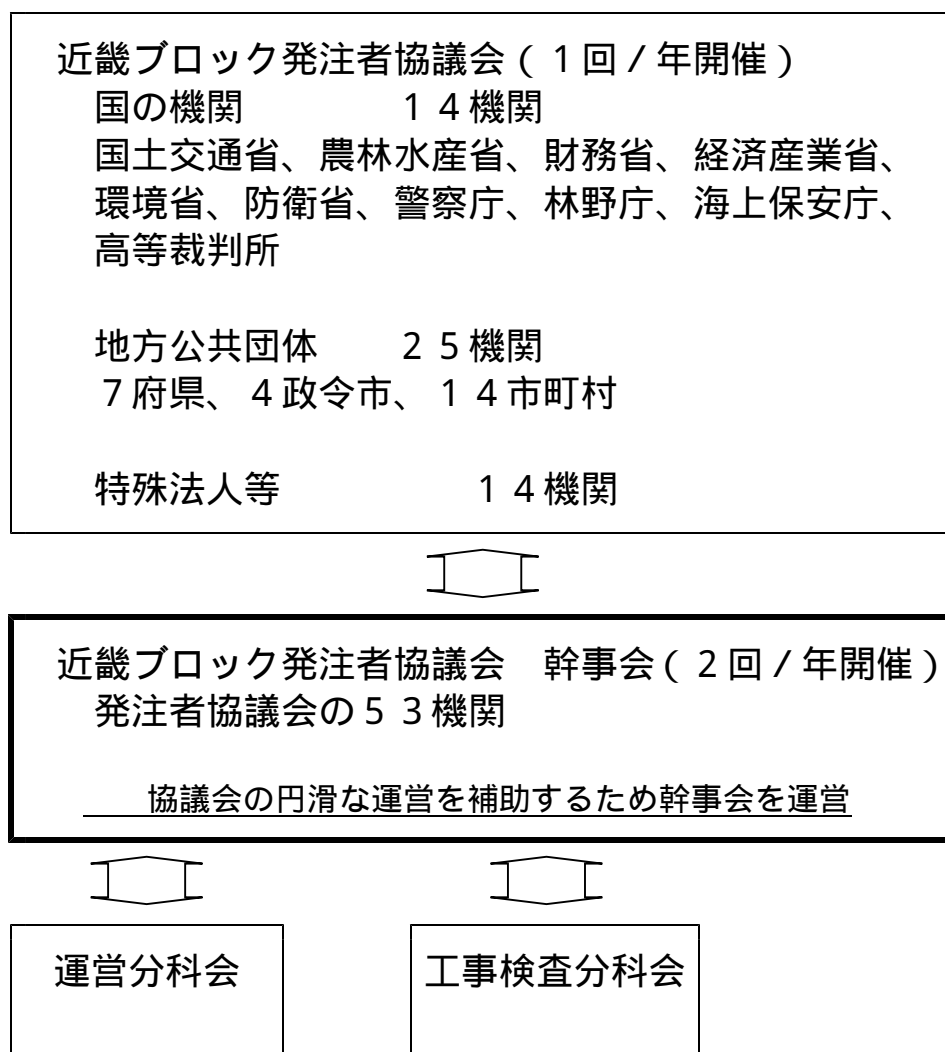 近畿ブロック発注者協議会(1回/年開催)
国の機関　　　　14機関
国土交通省、農林水産省、財務省、経済産業省、
環境省、防衛省、警察庁、林野庁、海上保安庁、
高等裁判所
地方公共団体　　25機関
7府県、4政令市、14市町村
特殊法人等　　　　　14機関
近畿ブロック発注者協議会　幹事会(2回/年開催)
発注者協議会の53機関
協議会の円滑な運営を補助するため幹事会を運営
運営分科会
工事検査分科会